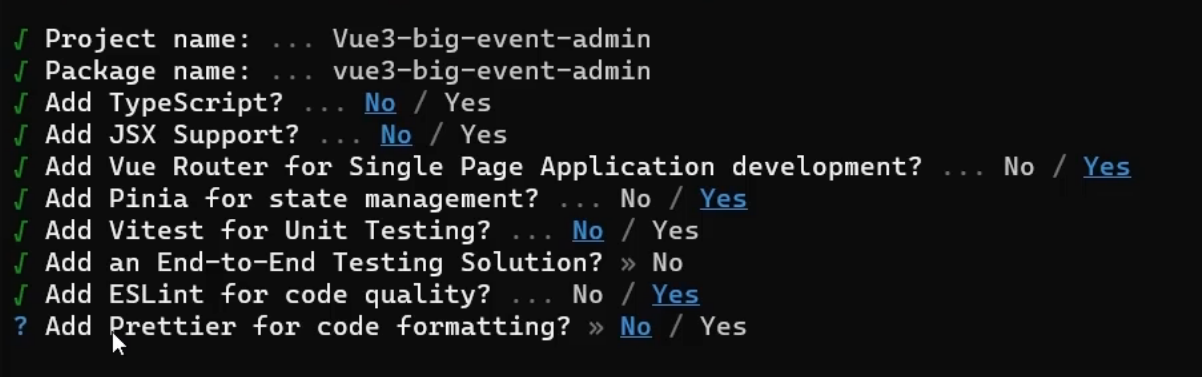 √ Project name: ... Vue3-big-event-admin
√ Package name: ... vue3-big-event-admin
√ Add TypeScript? ... No / Yes
√ Add JSX Support? ... No / Yes
√ Add Vue Router for Single Page Application development? ... No / Yes
√ Add Pinia for state management? ... No / Yes
√ Add Vitest for Unit Testing? ... No / Yes
√ Add an End-to-End Testing Solution? » No
√ Add ESLint for code quality? ... No / Yes
? Add Prettier for code formatting? » No / Yes